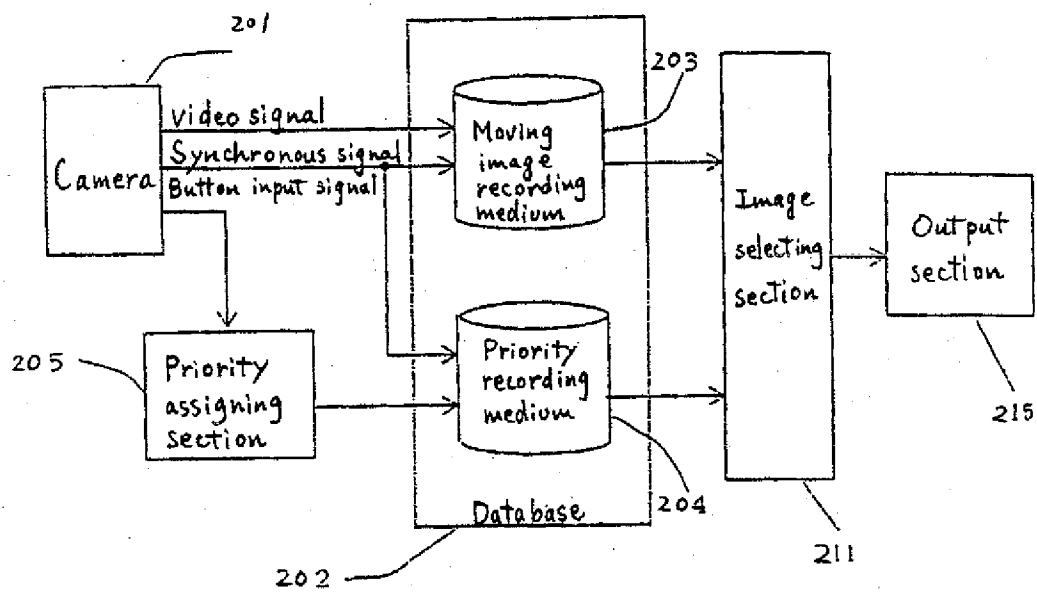 201
203
Video signal
Synchronous signal
Button input signal
Camera
Moving
image
recording
medium
Image
selecting
section
Output
section
205
Priority
assigning
section
Priority
recording
medium
215
204
Database
211
202